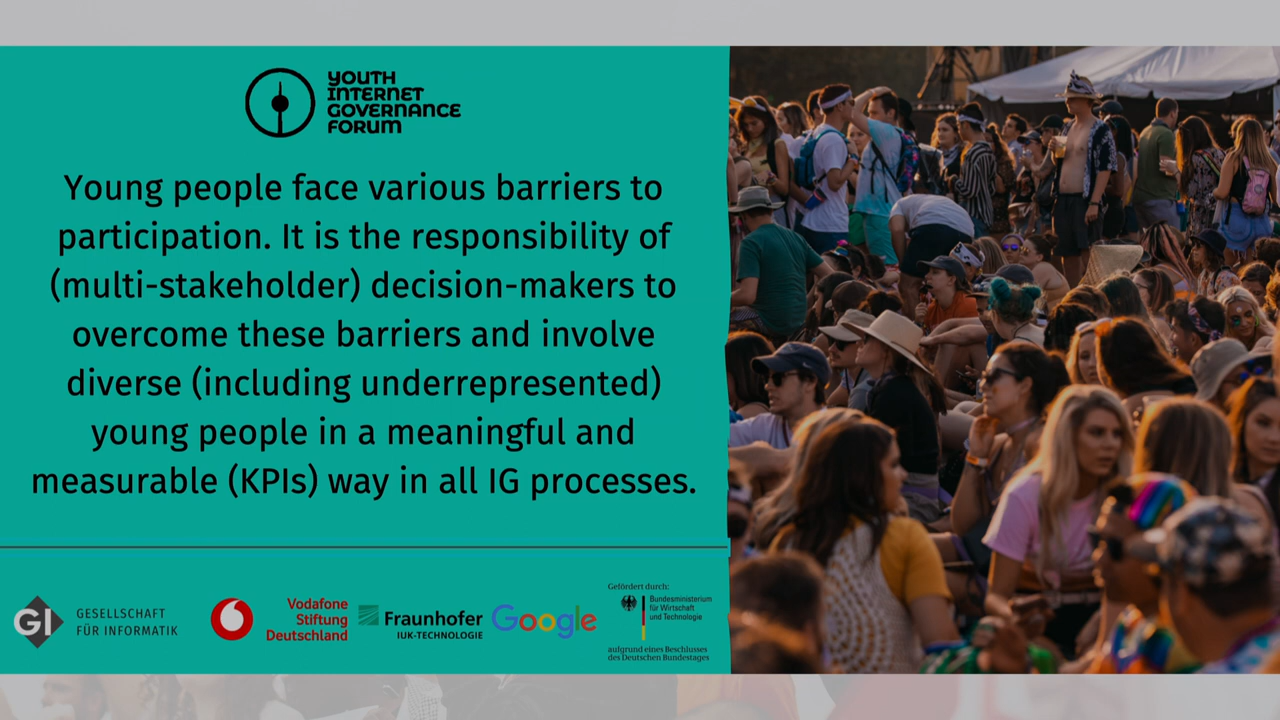 YOUTH
INTERNET
GOVERNANCE
FORUM
Young people face various barriers to
participation. It is the responsibility of
(multi-stakeholder) decision-makers to
overcome these barriers and involve
diverse (including underrepresented)
young people in a meaningful and
measurable (KPIs) way in all IG processes.
GI
GESELLSCHAFT
FÜR INFORMATIK
Vodafone
Stiftung
Deutschland
Fraunhofer
IUK-TECHNOLOGIE
Google
Gefördert durch:
Bundesministerium
für Wirtschaft
und Technologie
aufgrund eines Beschlusses
des Deutschen Bundestages